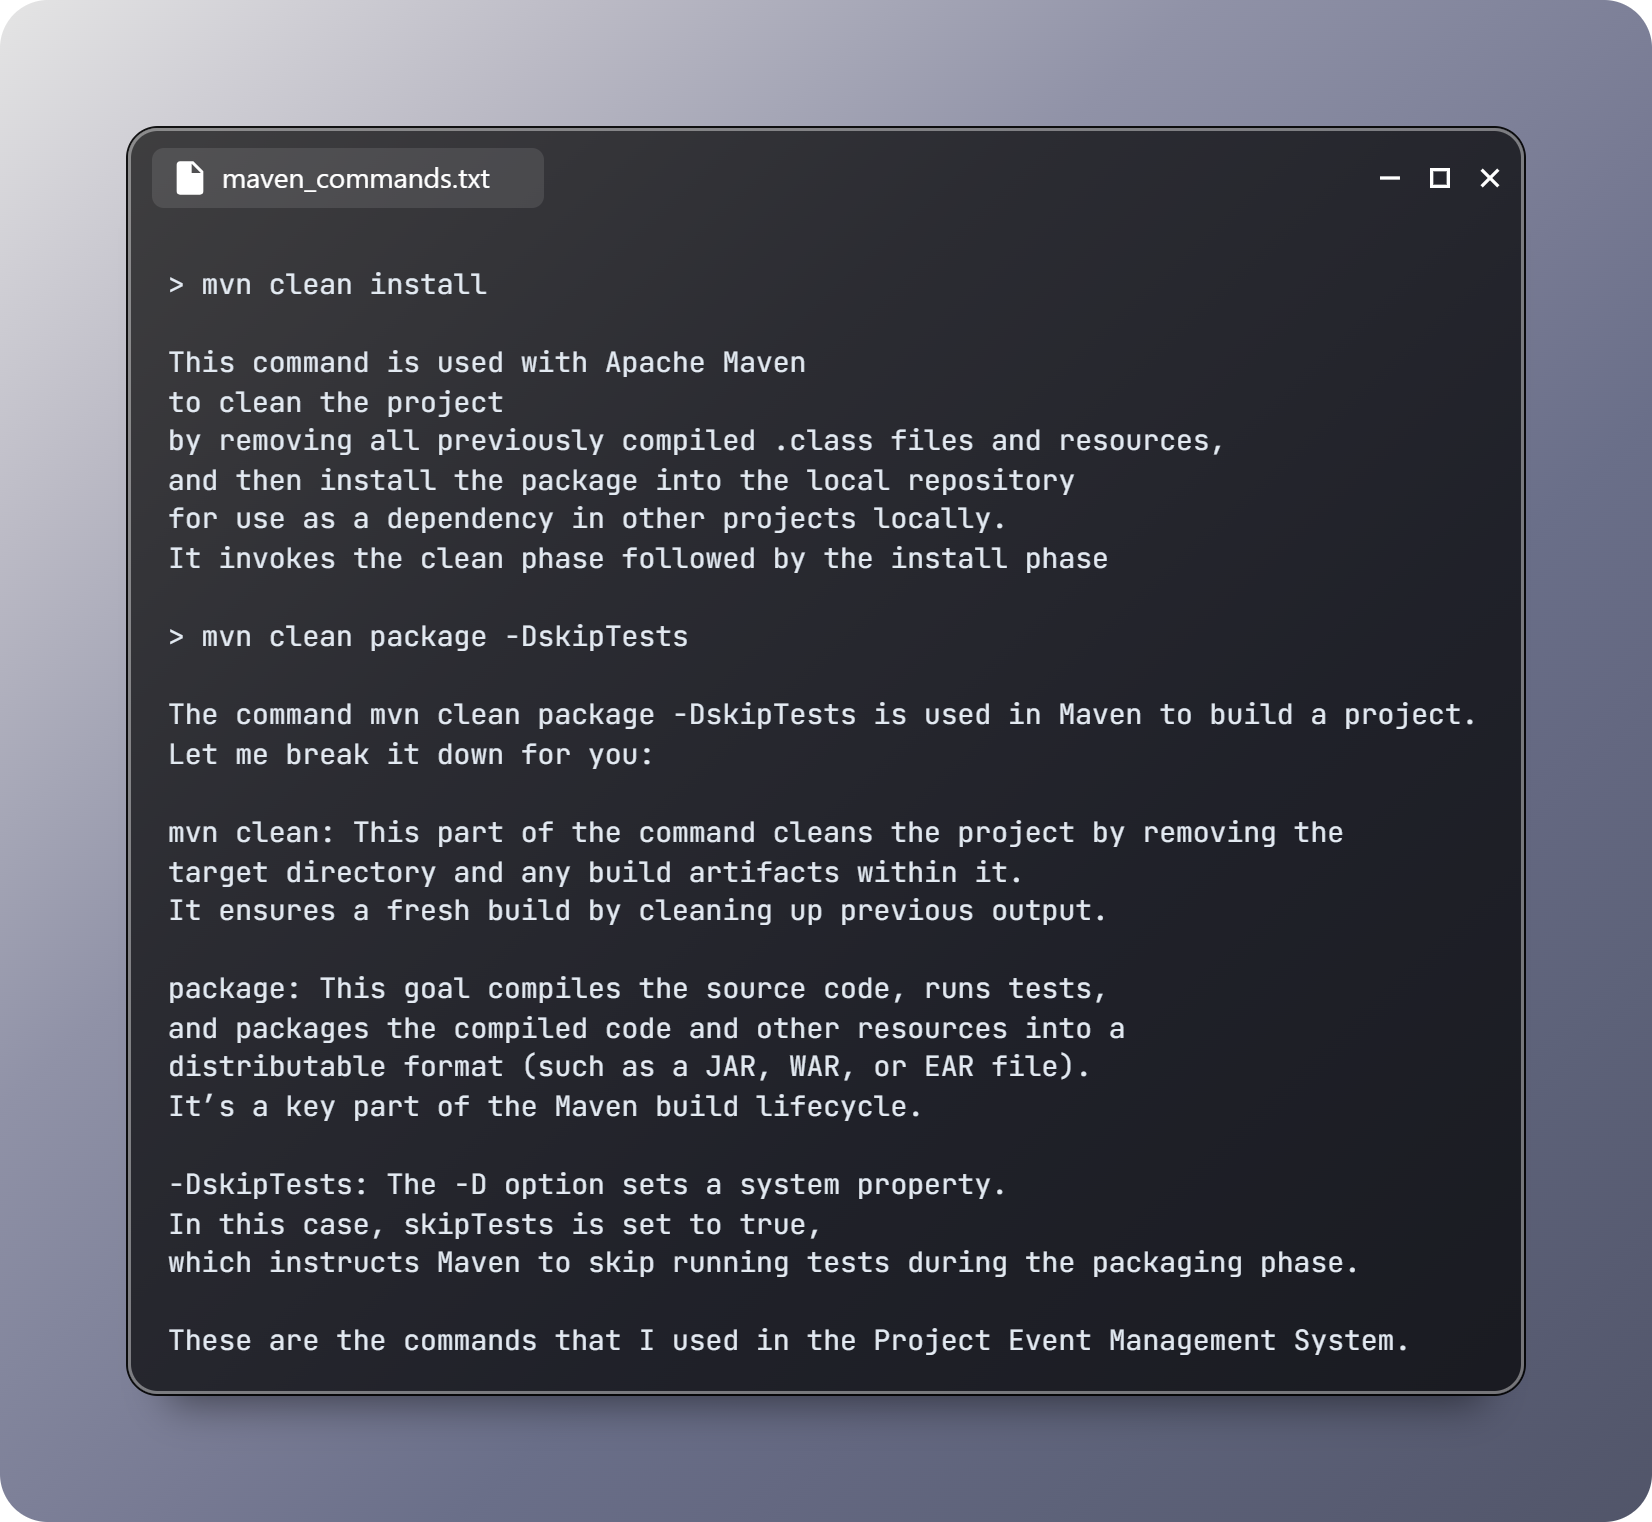 maven_commands.txt
> mvn clean install
This command is used with Apache Maven
to clean the project
by removing all previously compiled .class files and resources,
and then install the package into the local repository
for use as a dependency in other projects locally.
It invokes the clean phase followed by the install phase
> mvn clean package -DskipTests
The command mvn clean package -DskipTests is used in Maven to build a project.
Let me break it down for you:
mvn clean: This part of the command cleans the project by removing the
target directory and any build artifacts within it.
It ensures a fresh build by cleaning up previous output.
package: This goal compiles the source code, runs tests,
and packages the compiled code and other resources into a
distributable format (such as a JAR, WAR, or EAR file).
It’s a key part of the Maven build lifecycle.
-DskipTests: The -D option sets a system property.
In this case, skipTests is set to true,
which instructs Maven to skip running tests during the packaging phase.
These are the commands that I used in the Project Event Management System.